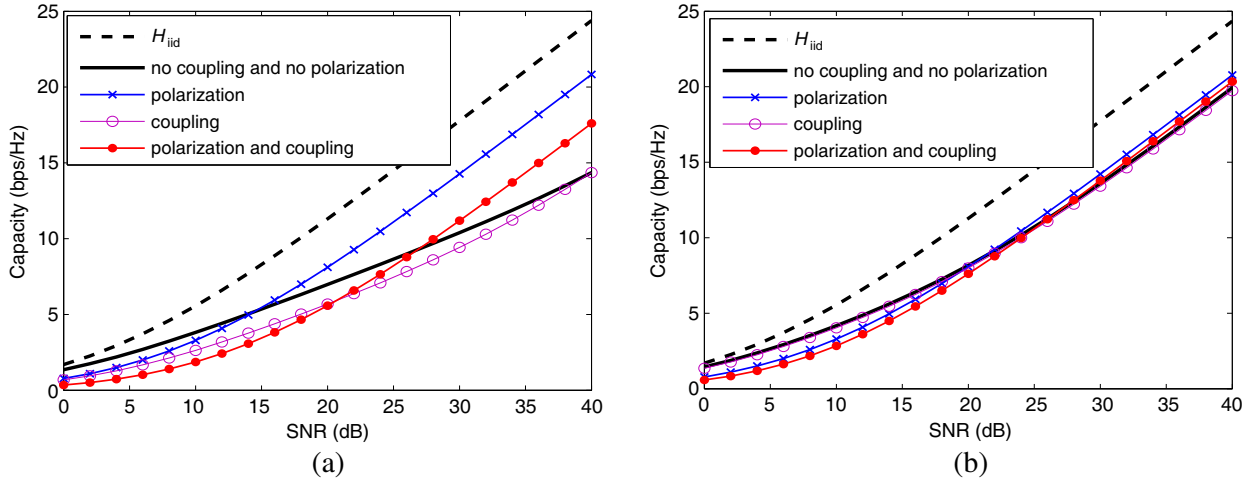 25
20
15
10
5
0
Capacity (bps/Hz)
H iid
no coupling and no polarization
polarization
coupling
polarization and coupling
0 5 10 15 20 25 30 35 40
SNR (dB)
(a)
25
20
15
10
5
0
Capacity (bps/Hz)
H iid
no coupling and no polarization
polarization
coupling
polarization and coupling
0 5 10 15 20 25 30 35 40
SNR (dB)
(b)